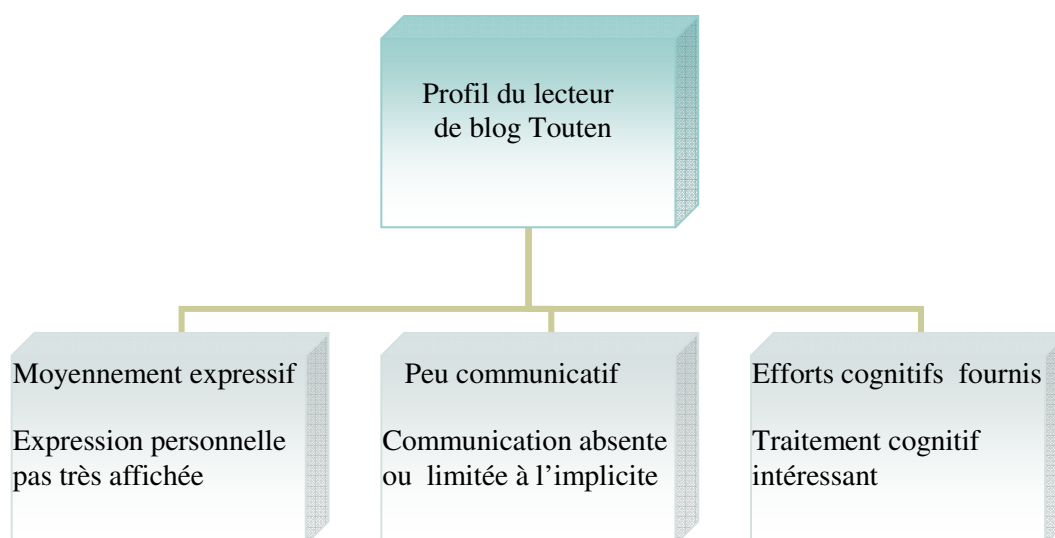 Profil du lecteur
de blog Touten
Moyennement expressif
Expression personnelle
pas très affichée
Peu communicatif
Communication absente
ou limitée à l'implicite
Efforts cognitifs fournis
Traitement cognitif
intéressant